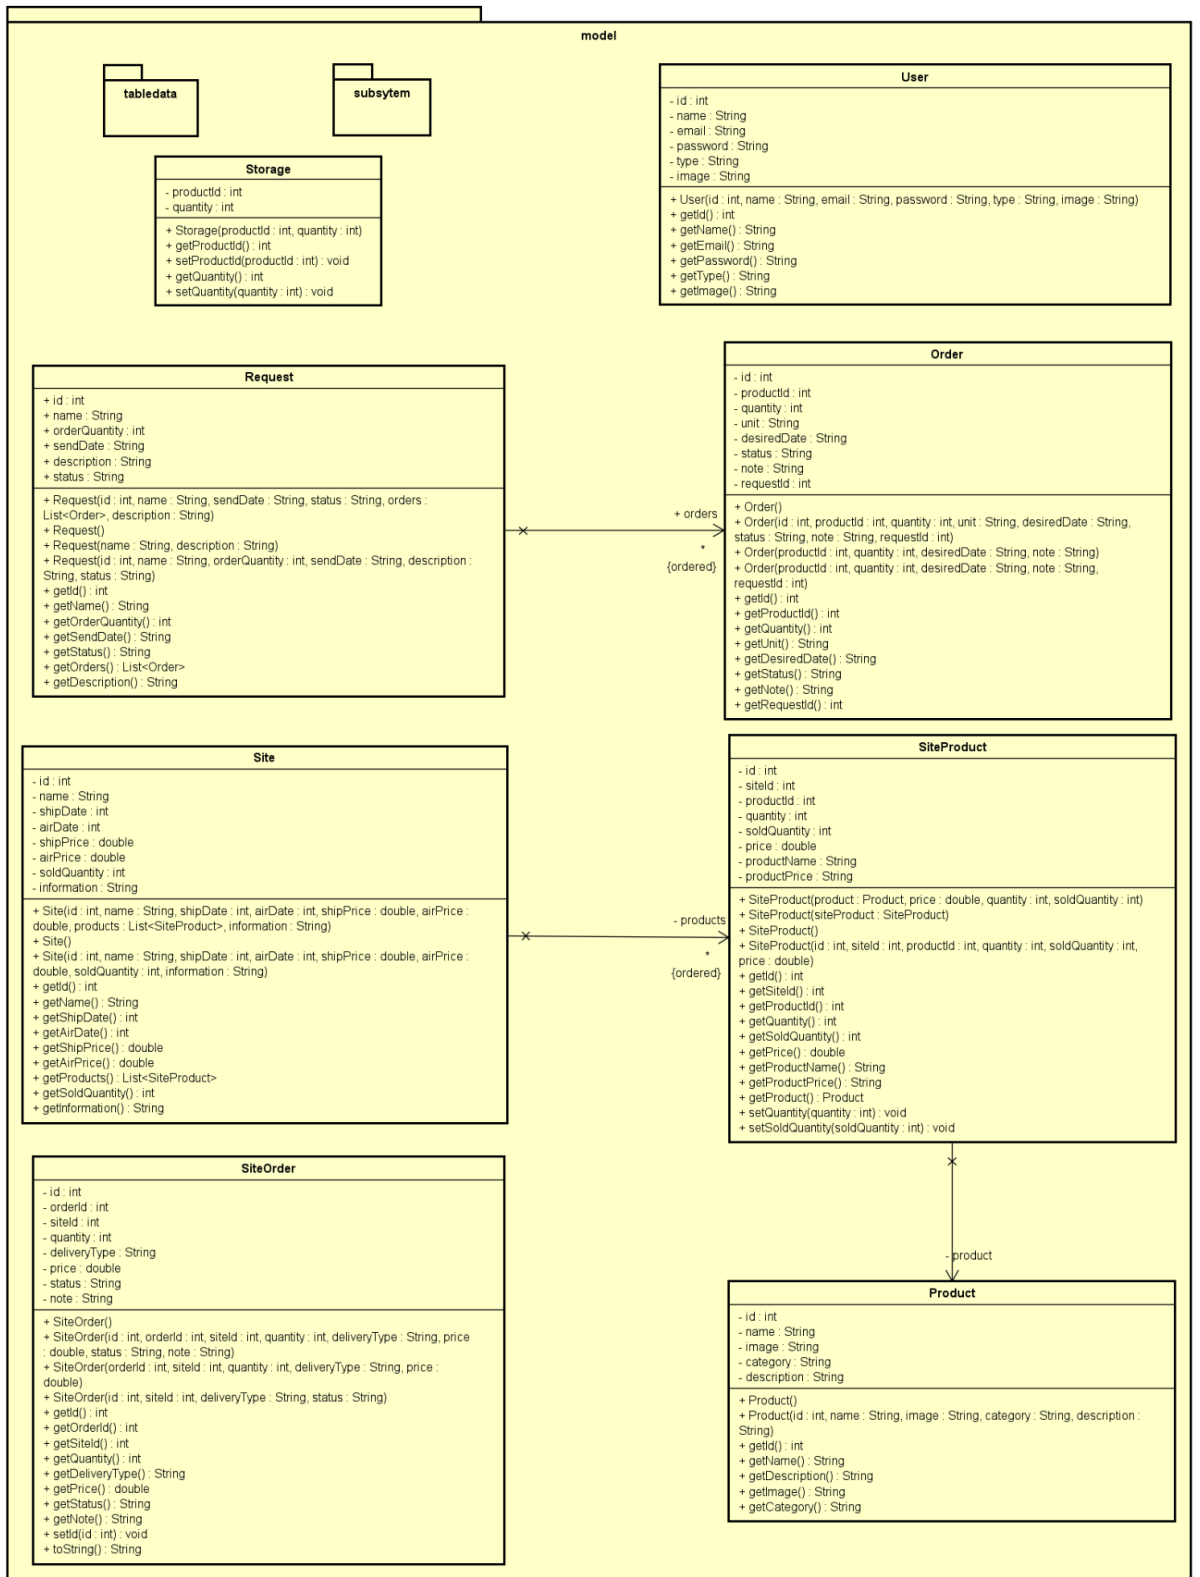 model
tabledata
subsytem
Storage
- productId : int
- quantity : int
+ Storage(productId : int, quantity : int)
+ getProductId() : int
+ setProductId(productId : int) : void
+ getQuantity() : int
+ setQuantity(quantity : int) : void
User
- id : int
- name : String
- email : String
- password : String
- type : String
- image : String
+ User(id : int, name : String, email : String, password : String, type : String, image : String)
+ getId() : int
+ getName() : String
+ getEmail() : String
+ getPassword() : String
+ getType() : String
+ getImage() : String
Request
+ id : int
+ name : String
+ orderQuantity : int
+ sendDate : String
+ description : String
+ status : String
+ Request(id : int, name : String, sendDate : String, status : String, orders :
List<Order>, description : String)
+ Request()
+ Request(name : String, description : String)
+ Request(id : int, name : String, orderQuantity : int, sendDate : String, description :
String, status : String)
+ getId() : int
+ getName() : String
+ getOrderQuantity() : int
+ getSendDate() : String
+ getStatus() : String
+ getOrders() : List<Order>
+ getDescription() : String
+ orders
*
{ordered}
Order
- id : int
- productId : int
- quantity : int
- unit : String
- desiredDate : String
- status : String
- note : String
- requestId : int
+ Order()
+ Order(id : int, productId : int, quantity : int, unit : String, desiredDate : String,
status : String, note : String, requestId : int)
+ Order(productId : int, quantity : int, desiredDate : String, note : String)
+ Order(productId : int, quantity : int, desiredDate : String, note : String,
requestId : int)
+ getId() : int
+ getProductId() : int
+ getQuantity() : int
+ getUnit() : String
+ getDesiredDate() : String
+ getStatus() : String
+ getNote() : String
+ getRequestId() : int
Site
- id : int
- name : String
- shipDate : int
- airDate : int
- shipPrice : double
- airPrice : double
- soldQuantity : int
- information : String
+ Site(id : int, name : String, shipDate : int, airDate : int, shipPrice : double, airPrice :
double, products : List<SiteProduct>, information : String)
+ Site()
+ Site(id : int, name : String, shipDate : int, airDate : int, shipPrice : double, airPrice :
double, soldQuantity : int, information : String)
+ getId() : int
+ getName() : String
+ getShipDate() : int
+ getAirDate() : int
+ getShipPrice() : double
+ getAirPrice() : double
+ getProducts() : List<SiteProduct>
+ getSoldQuantity() : int
+ getInformation() : String
- products
*
{ordered}
SiteProduct
- id : int
- siteId : int
- productId : int
- quantity : int
- soldQuantity : int
- price : double
- productName : String
- productPrice : String
+ SiteProduct(product : Product, price : double, quantity : int, soldQuantity : int)
+ SiteProduct(siteProduct : SiteProduct)
+ SiteProduct()
+ SiteProduct(id : int, siteId : int, productId : int, quantity : int, soldQuantity : int,
price : double)
+ getId() : int
+ getSiteId() : int
+ getProductId() : int
+ getQuantity() : int
+ getSoldQuantity() : int
+ getPrice() : double
+ getProductName() : String
+ getProductPrice() : String
+ getProduct() : Product
+ setQuantity(quantity : int) : void
+ setSoldQuantity(soldQuantity : int) : void
SiteOrder
- id : int
- orderId : int
- siteId : int
- quantity : int
- deliveryType : String
- price : double
- status : String
- note : String
+ SiteOrder()
+ SiteOrder(id : int, orderId : int, siteId : int, quantity : int, deliveryType : String, price
: double, status : String, note : String)
+ SiteOrder(orderId : int, siteId : int, quantity : int, deliveryType : String, price :
double)
+ SiteOrder(id : int, siteId : int, deliveryType : String, status : String)
+ getId() : int
+ getOrderId() : int
+ getSiteId() : int
+ getQuantity() : int
+ getDeliveryType() : String
+ getPrice() : double
+ getStatus() : String
+ getNote() : String
+ setId(id : int) : void
+ toString() : String
- product
Product
- id : int
- name : String
- image : String
- category : String
- description : String
+ Product()
+ Product(id : int, name : String, image : String, category : String, description :
String)
+ getId() : int
+ getName() : String
+ getDescription() : String
+ getImage() : String
+ getCategory() : String